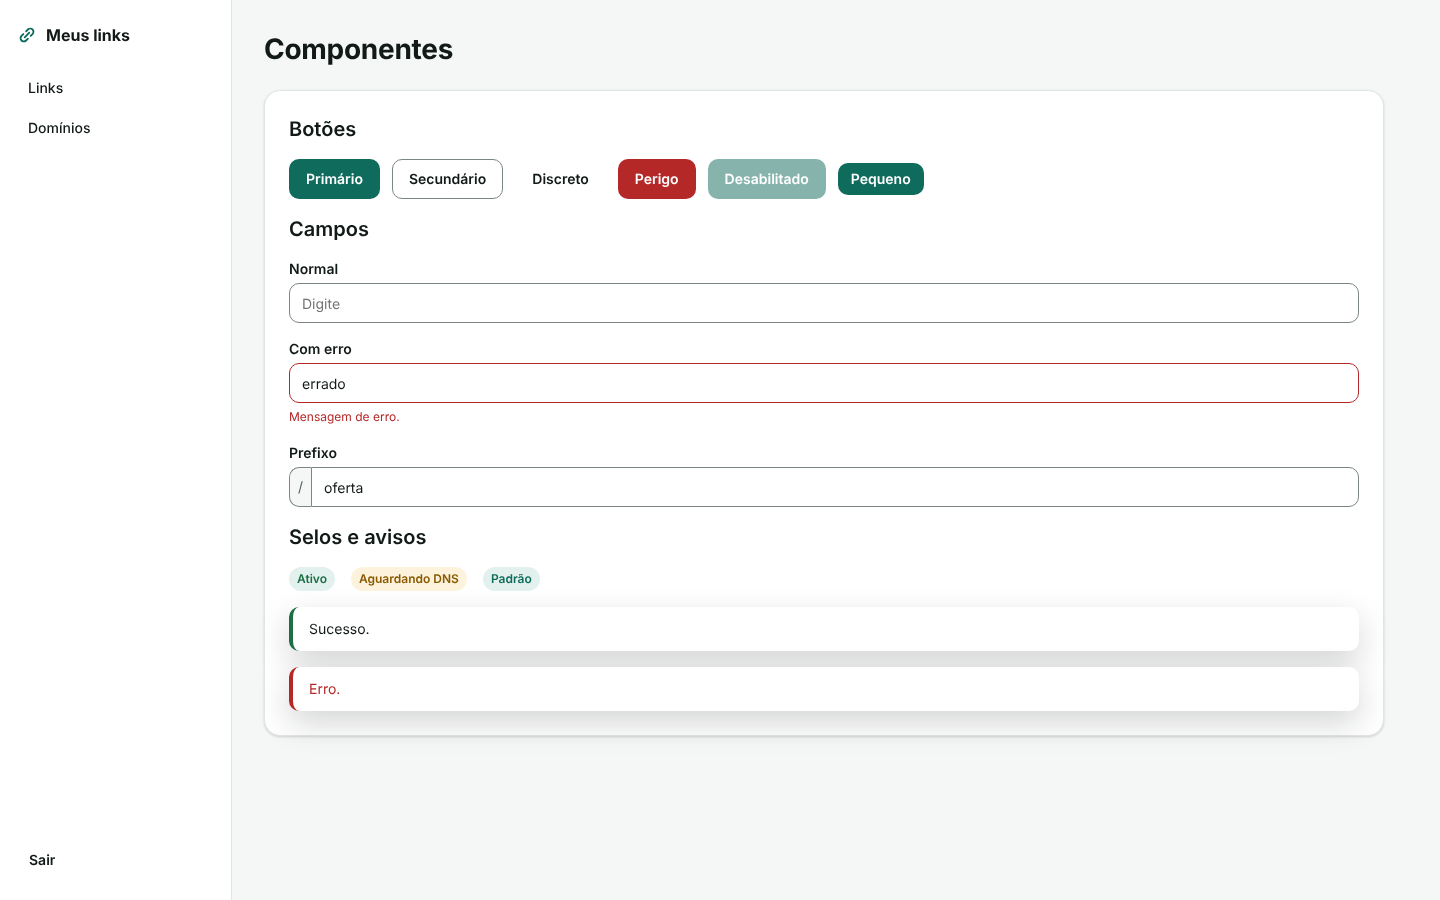 Meus links
Links
Domínios
Sair
Componentes
Botões
Primário Secundário Discreto Perigo Desabilitado Pequeno
Campos
Normal
Digite
Com erro
errado
Mensagem de erro.
Prefixo
/ oferta
Selos e avisos
Ativo Aguardando DNS Padrão
Sucesso.
Erro.